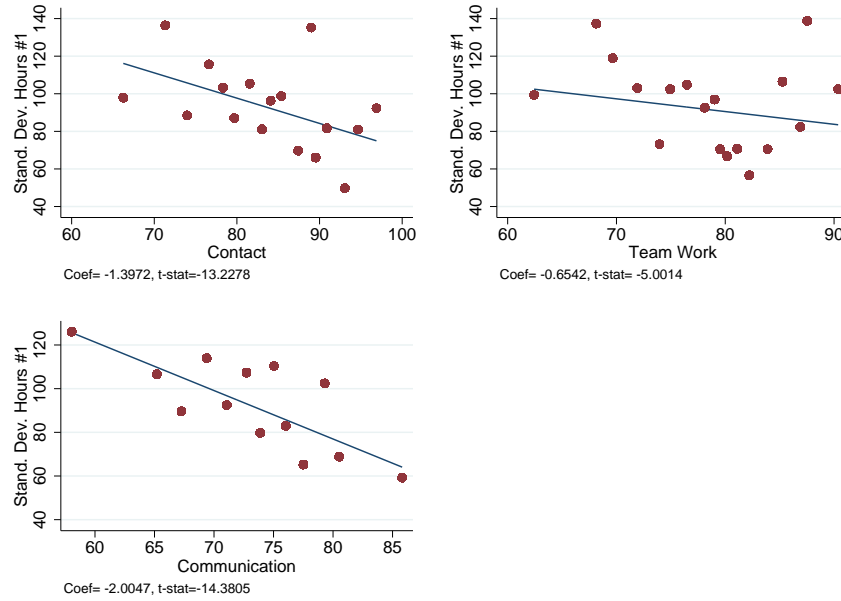 Stand. Dev. Hours #1
140
120
100
80
60
40
60 70 80 90 100
Contact
Coef= -1.3972, t-stat=-13.2278
Stand. Dev. Hours #1
140
120
100
80
60
40
60 70 80 90
Team Work
Coef= -0.6542, t-stat= -5.0014
Stand. Dev. Hours #1
120
100
80
60
40
60 65 70 75 80 85
Communication
Coef= -2.0047, t-stat=-14.3805